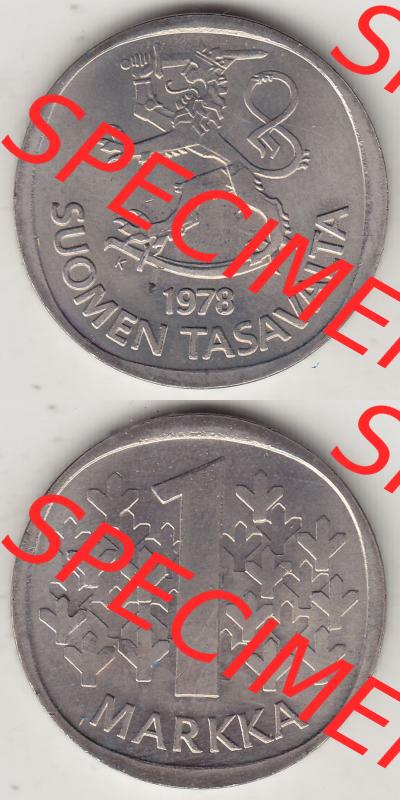 SPECIMEN
K
1978
SUOMEN TASAVALTA
SPECIMEN
1
MARKKA